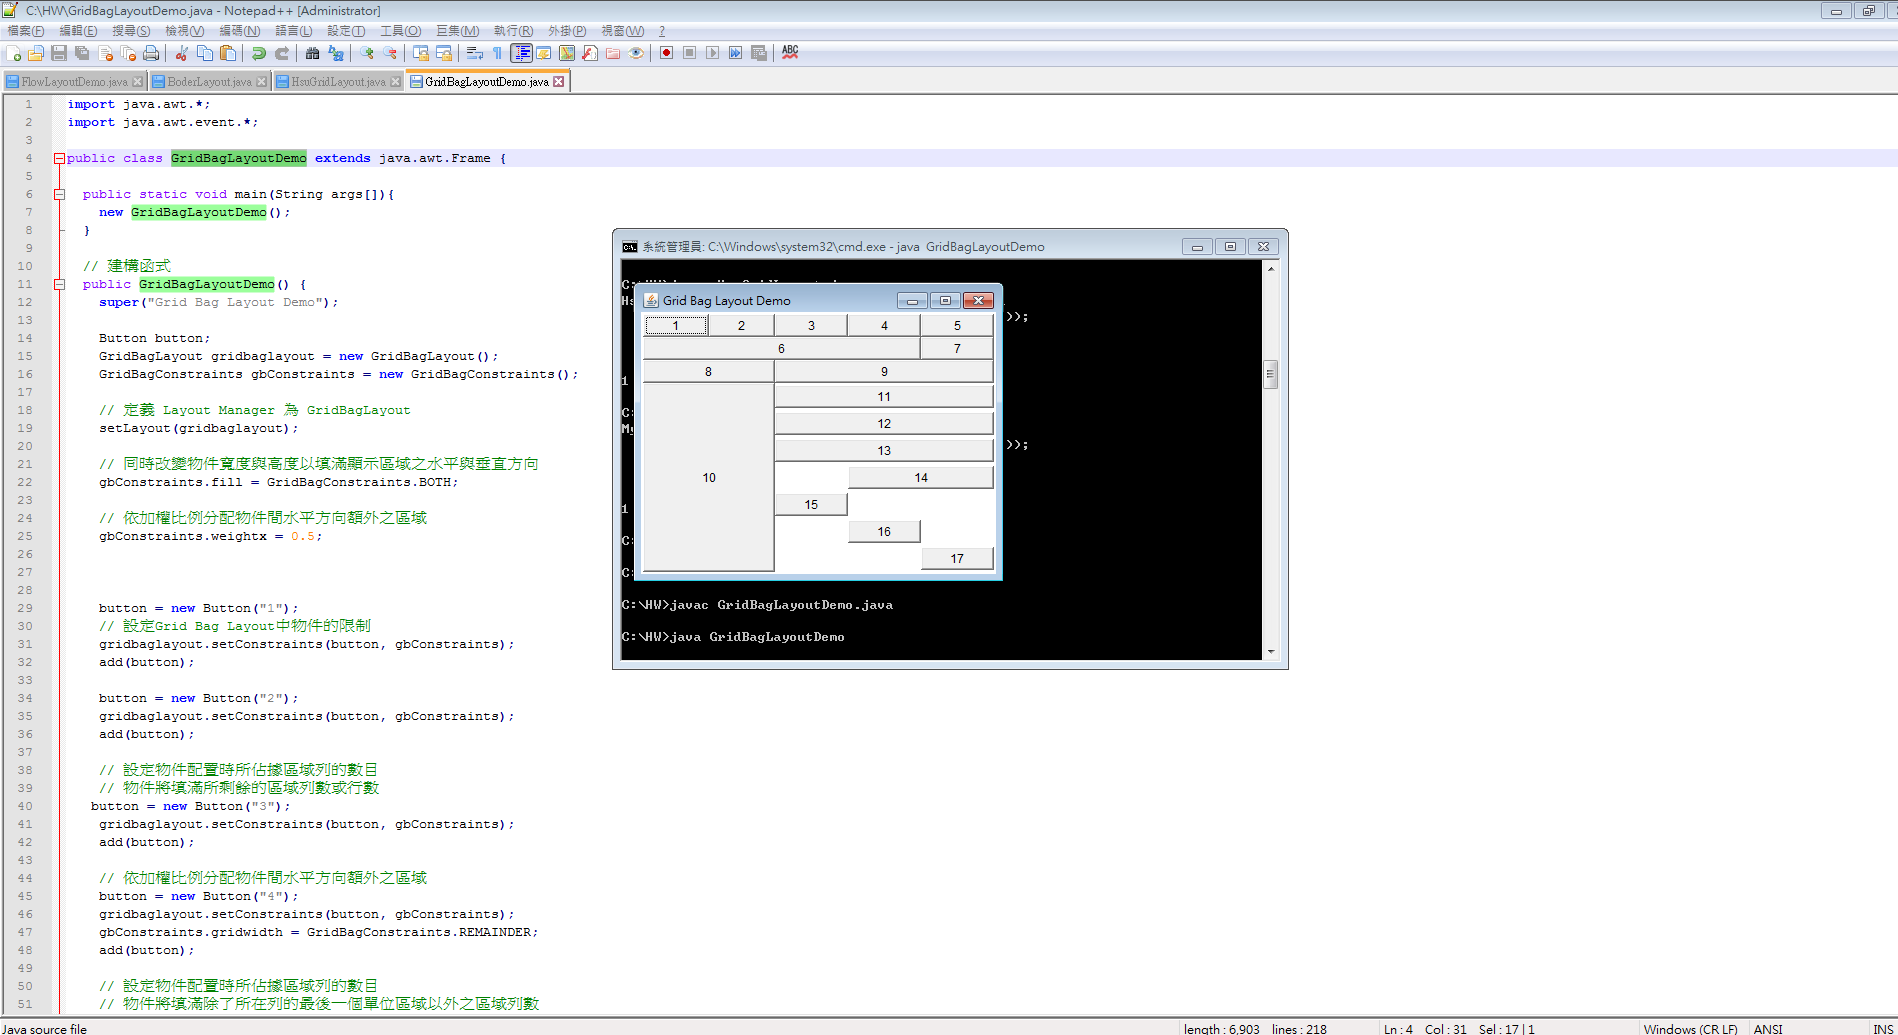 C:\HW\GridBagLayoutDemo.java - Notepad++ [Administrator]
檔案(F) 編輯(E) 搜尋(S) 檢視(V) 編碼(N) 語言(L) 設定(T) 工具(O) 巨集(M) 執行(R) 外掛(P) 視窗(W) ?
ABC
FlowLayoutDemo.java BoderLayout.java HsuGridLayout.java GridBagLayoutDemo.java
1 import java.awt.*;
2 import java.awt.event.*;
3
4 public class GridBagLayoutDemo extends java.awt.Frame {
5
6 public static void main(String args[]){
7 new GridBagLayoutDemo();
8 }
9
10 // 建構函式
11 public GridBagLayoutDemo() {
12 super("Grid Bag Layout Demo");
13
14 Button button;
15 GridBagLayout gridbaglayout = new GridBagLayout();
16 GridBagConstraints gbConstraints = new GridBagConstraints();
17
18 // 定義 Layout Manager 為 GridBagLayout
19 setLayout(gridbaglayout);
20
21 // 同時改變物件寬度與高度以填滿顯示區域之水平與垂直方向
22 gbConstraints.fill = GridBagConstraints.BOTH;
23
24 // 依加權比例分配物件間水平方向額外之區域
25 gbConstraints.weightx = 0.5;
26
27
28
29 button = new Button("1");
30 // 設定Grid Bag Layout中物件的限制
31 gridbaglayout.setConstraints(button, gbConstraints);
32 add(button);
33
34 button = new Button("2");
35 gridbaglayout.setConstraints(button, gbConstraints);
36 add(button);
37
38 // 設定物件配置時所佔據區域列的數目
39 // 物件將填滿所剩餘的區域列數或行數
40 button = new Button("3");
41 gridbaglayout.setConstraints(button, gbConstraints);
42 add(button);
43
44 // 依加權比例分配物件間水平方向額外之區域
45 button = new Button("4");
46 gridbaglayout.setConstraints(button, gbConstraints);
47 gbConstraints.gridwidth = GridBagConstraints.REMAINDER;
48 add(button);
49
50 // 設定物件配置時所佔據區域列的數目
51 // 物件將填滿除了所在列的最後一個單位區域以外之區域列數
系統管理員: C:\Windows\system32\cmd.exe - java GridBagLayoutDemo
Hs
));
1
C:
My
));
1
C:
C:
C:\HW>javac GridBagLayoutDemo.java
C:\HW>java GridBagLayoutDemo
Grid Bag Layout Demo
1 2 3 4 5
6 7
8 9
10
11
12
13
14
15
16
17
Java source file length : 6,903 lines : 218 Ln : 4 Col : 31 Sel : 17 | 1 Windows (CR LF) ANSI INS